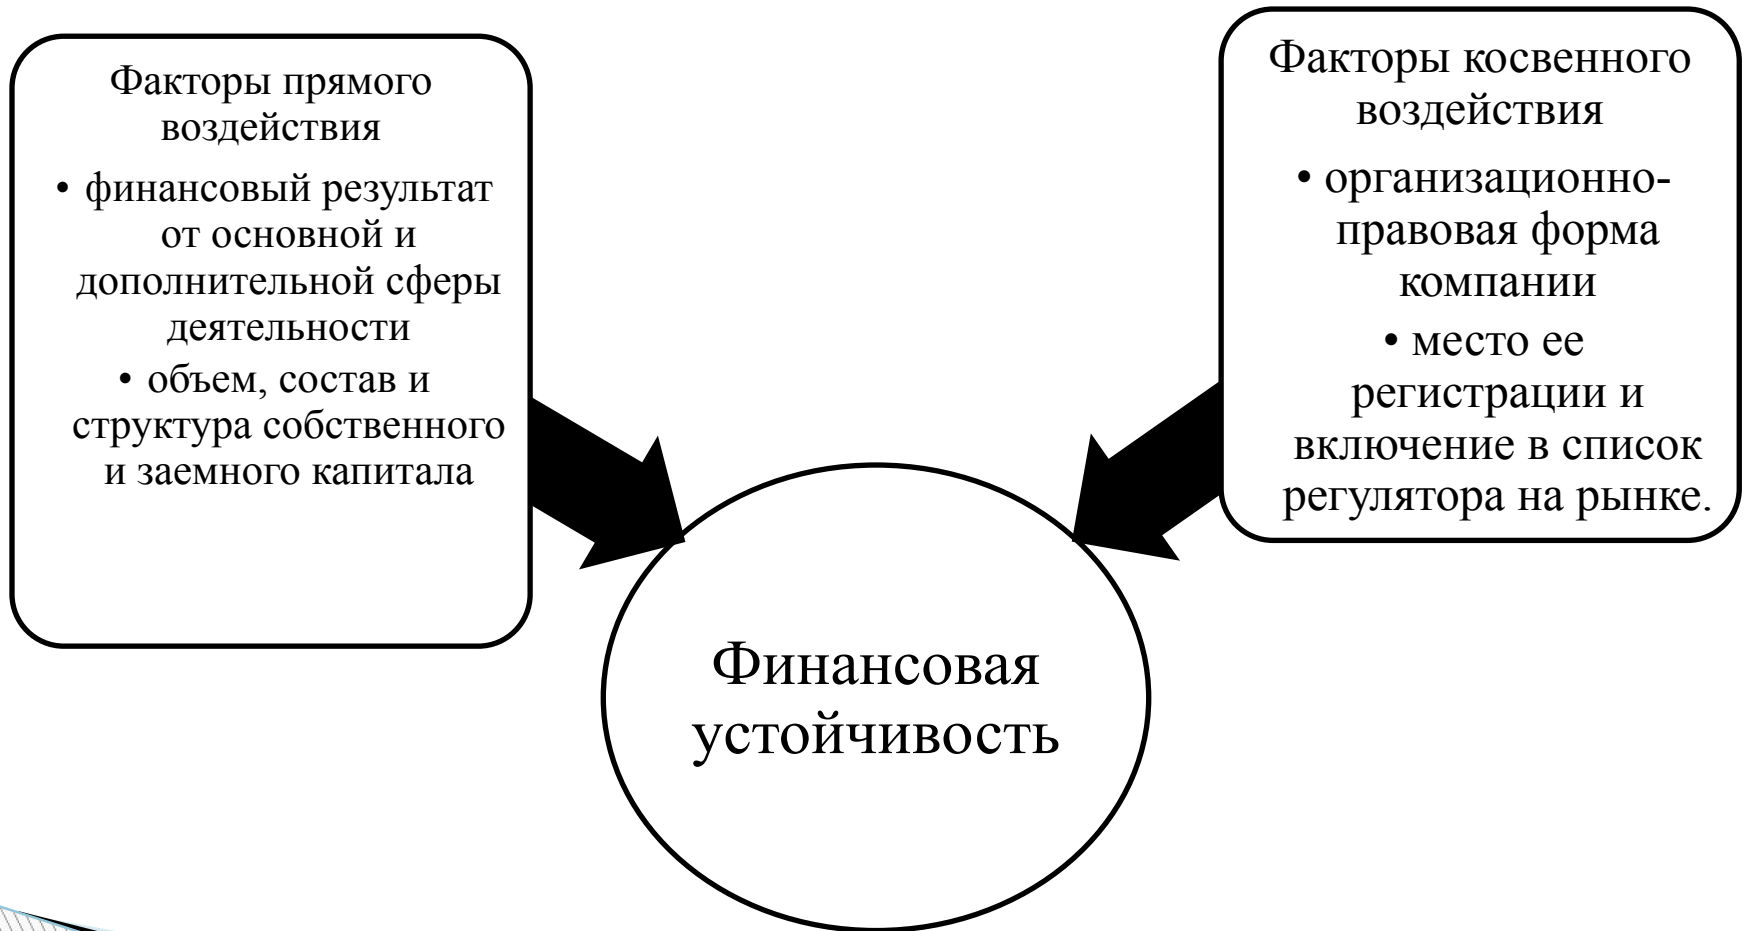 Факторы прямого
воздействия
• финансовый результат
от основной и
дополнительной сферы
деятельности
• объем, состав и
структура собственного
и заемного капитала
Факторы косвенного
воздействия
• организационно-
правовая форма
компании
• место ее
регистрации и
включение в список
регулятора на рынке.
Финансовая
устойчивость